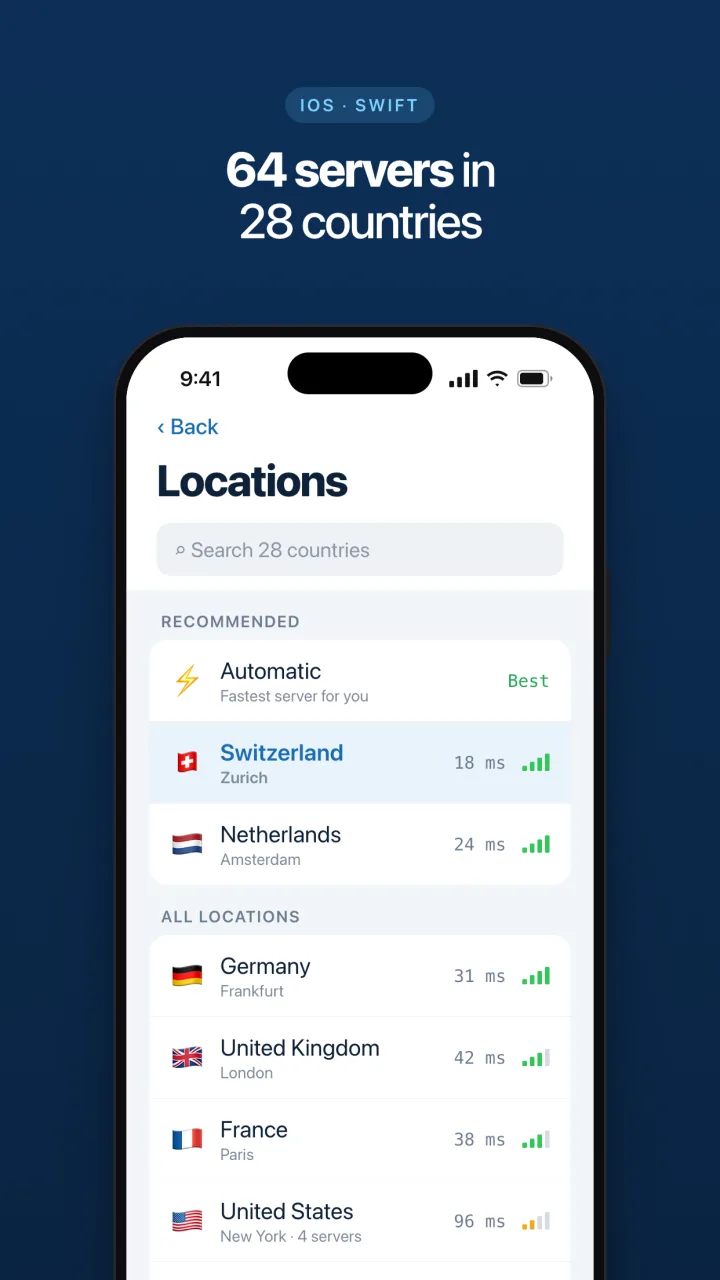 IOS · SWIFT
64 servers in
28 countries
9:41
‹ Back
Locations
Search 28 countries
RECOMMENDED
Automatic
Best
Fastest server for you
Switzerland
18 ms
Zurich
Netherlands
24 ms
Amsterdam
ALL LOCATIONS
Germany
31 ms
Frankfurt
United Kingdom
42 ms
London
France
38 ms
Paris
United States
96 ms
New York · 4 servers